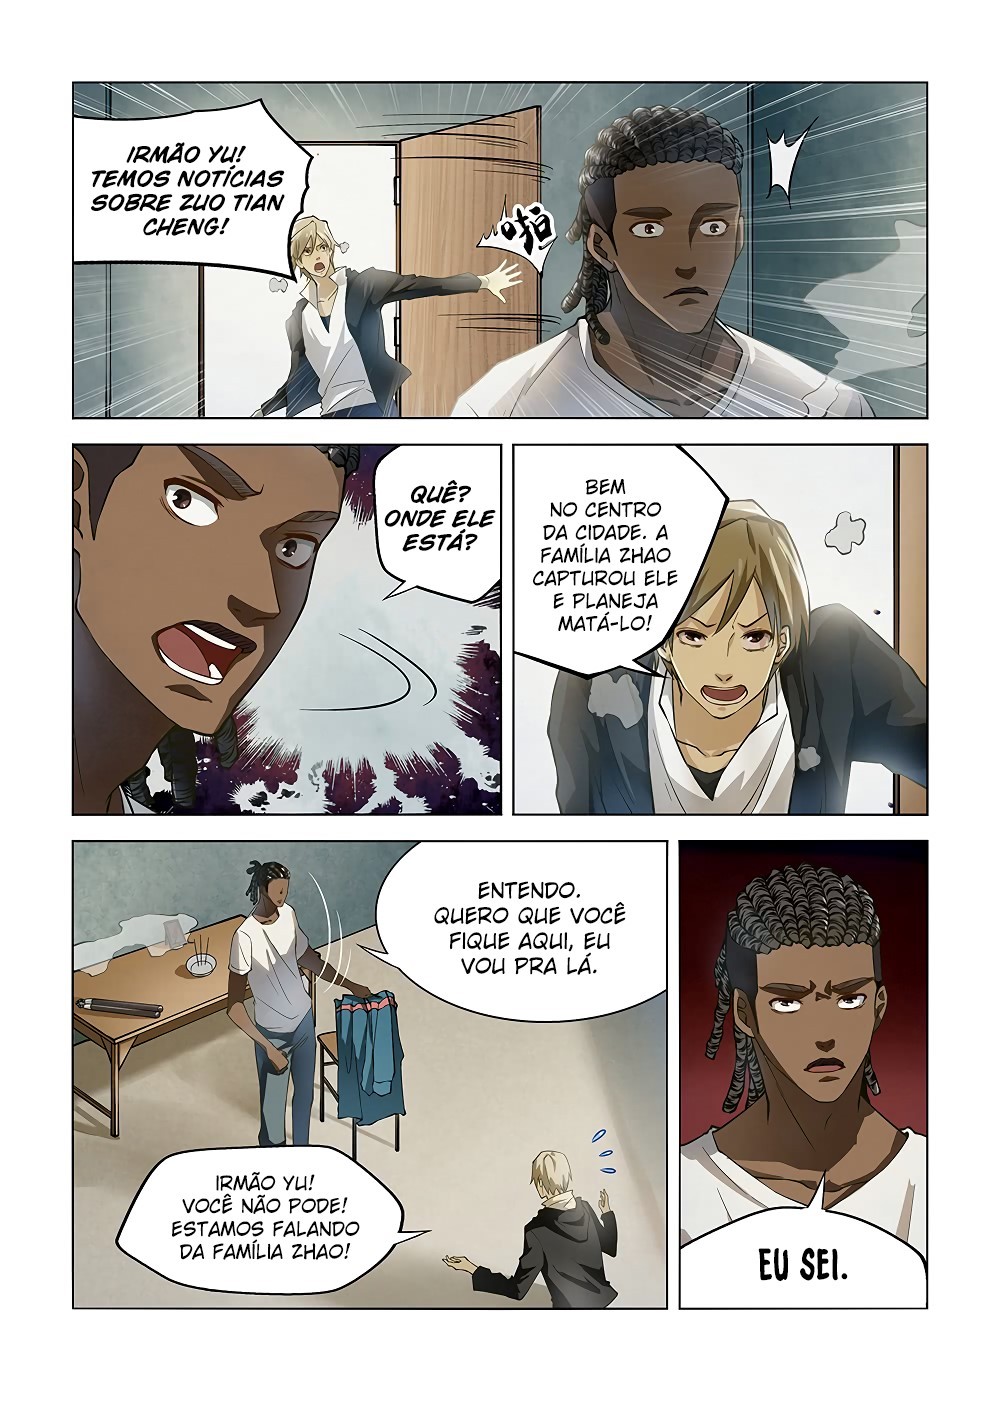 IRMÃO YU!
TEMOS NOTÍCIAS
SOBRE ZUO TIAN
CHENG!
啪
QUÊ?
ONDE ELE
ESTÁ?
BEM
NO CENTRO
DA CIDADE. A
FAMÍLIA ZHAO
CAPTUROU ELE
E PLANEJA
MATÁ-LO!
ENTENDO.
QUERO QUE VOCÊ
FIQUE AQUI, EU
VOU PRA LÁ.
IRMÃO YU!
VOCÊ NÃO PODE!
ESTAMOS FALANDO
DA FAMÍLIA ZHAO!
EU SEI.